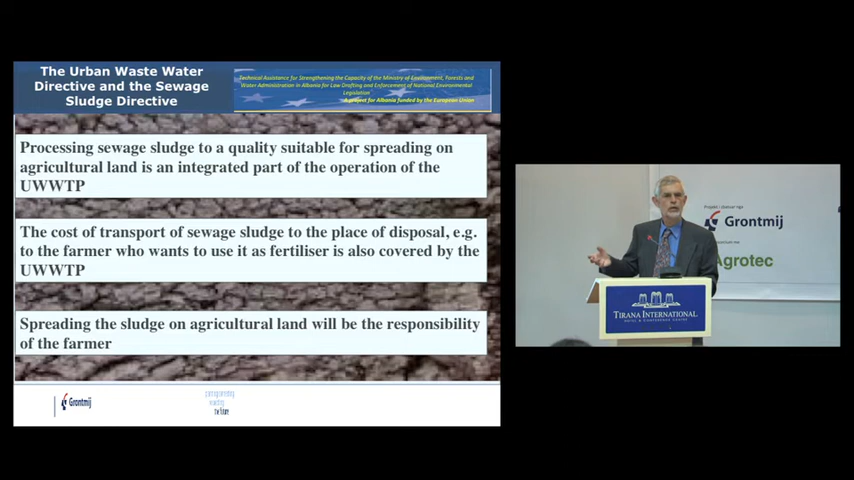 The Urban Waste Water
Directive and the Sewage
Sludge Directive
Technical Assistance for Strengthening the Capacity of the Ministry of Environment, Forests and
Water Administration in Albania for Law Drafting and Enforcement of National Environmental
Legislation
A project for Albania funded by the European Union
Processing sewage sludge to a quality suitable for spreading on
agricultural land is an integrated part of the operation of the
UWWTP
The cost of transport of sewage sludge to the place of disposal, e.g.
to the farmer who wants to use it as fertiliser is also covered by the
UWWTP
Spreading the sludge on agricultural land will be the responsibility
of the farmer
Grontmij
the future
Grontmij
Agrotec
TIRANA INTERNATIONAL
HOTEL & CONFERENCE CENTRE